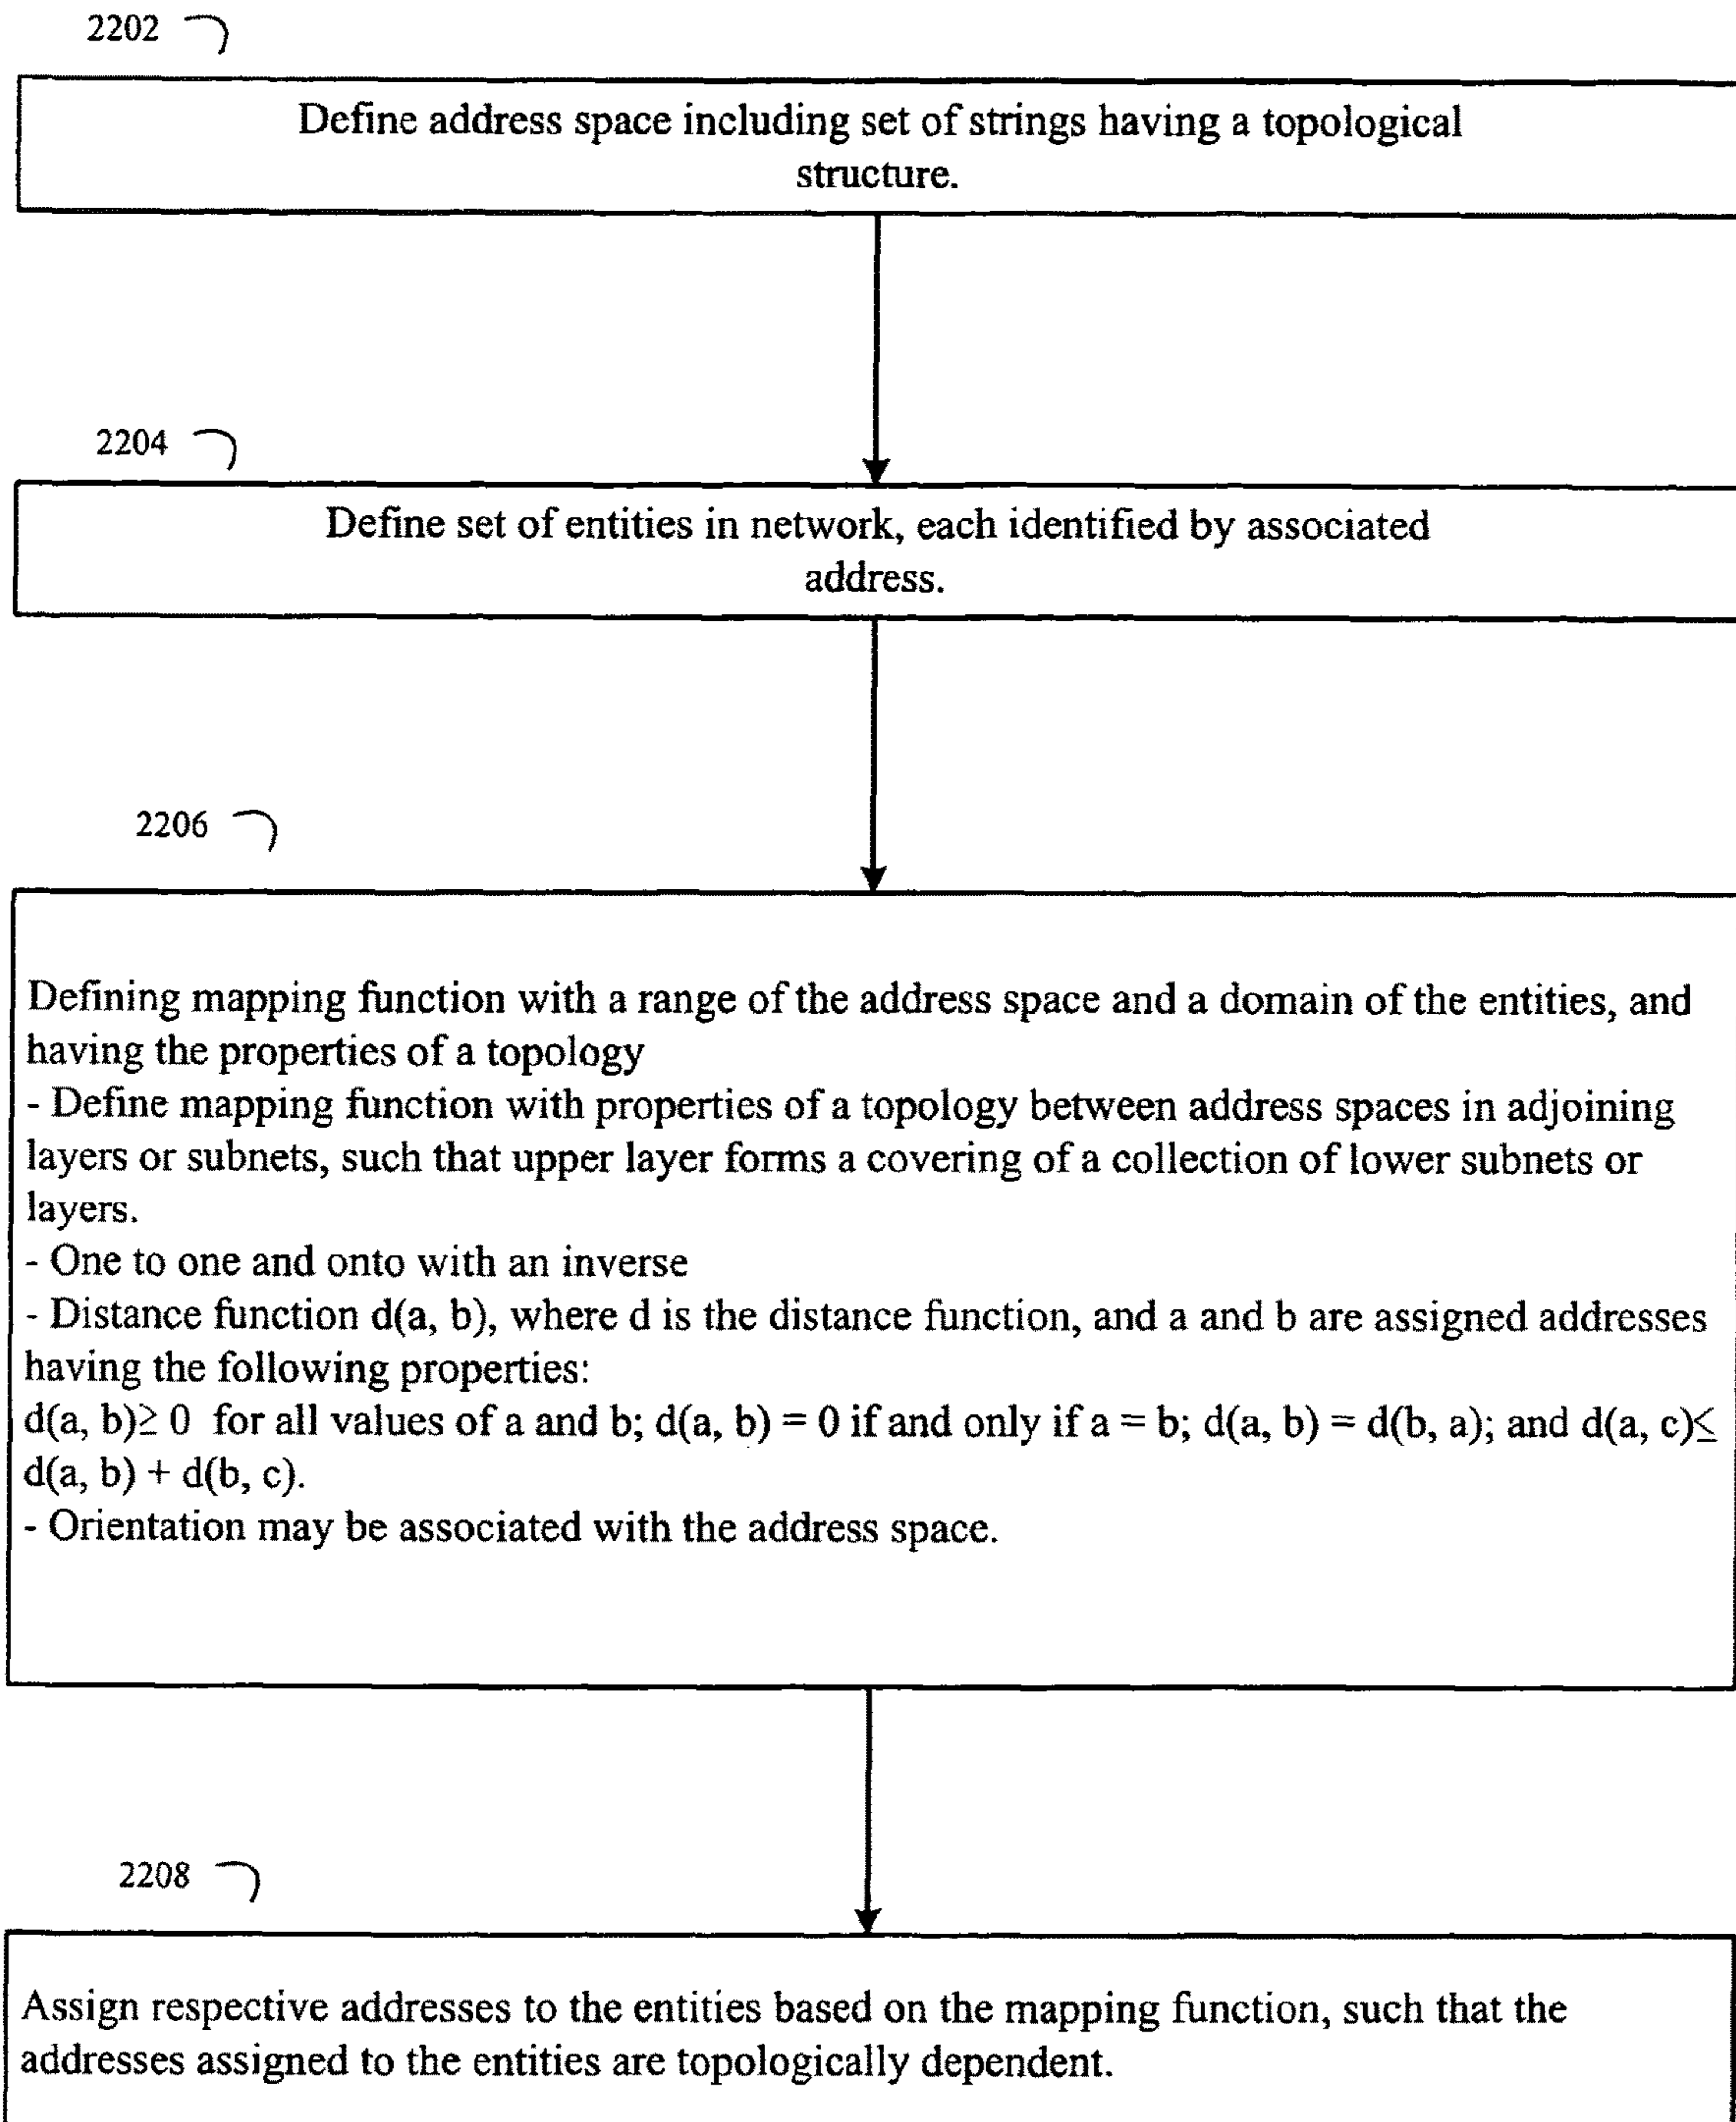 2202
Define address space including set of strings having a topological
structure.
2204
Define set of entities in network, each identified by associated
address.
2206
Defining mapping function with a range of the address space and a domain of the entities, and
having the properties of a topology
- Define mapping function with properties of a topology between address spaces in adjoining
layers or subnets, such that upper layer forms a covering of a collection of lower subnets or
layers.
- One to one and onto with an inverse
- Distance function d(a, b), where d is the distance function, and a and b are assigned addresses
having the following properties:
d(a, b)≥ 0 for all values of a and b; d(a, b) = 0 if and only if a = b; d(a, b) = d(b, a); and d(a, c)≤
d(a, b) + d(b, c).
- Orientation may be associated with the address space.
2208
Assign respective addresses to the entities based on the mapping function, such that the
addresses assigned to the entities are topologically dependent.